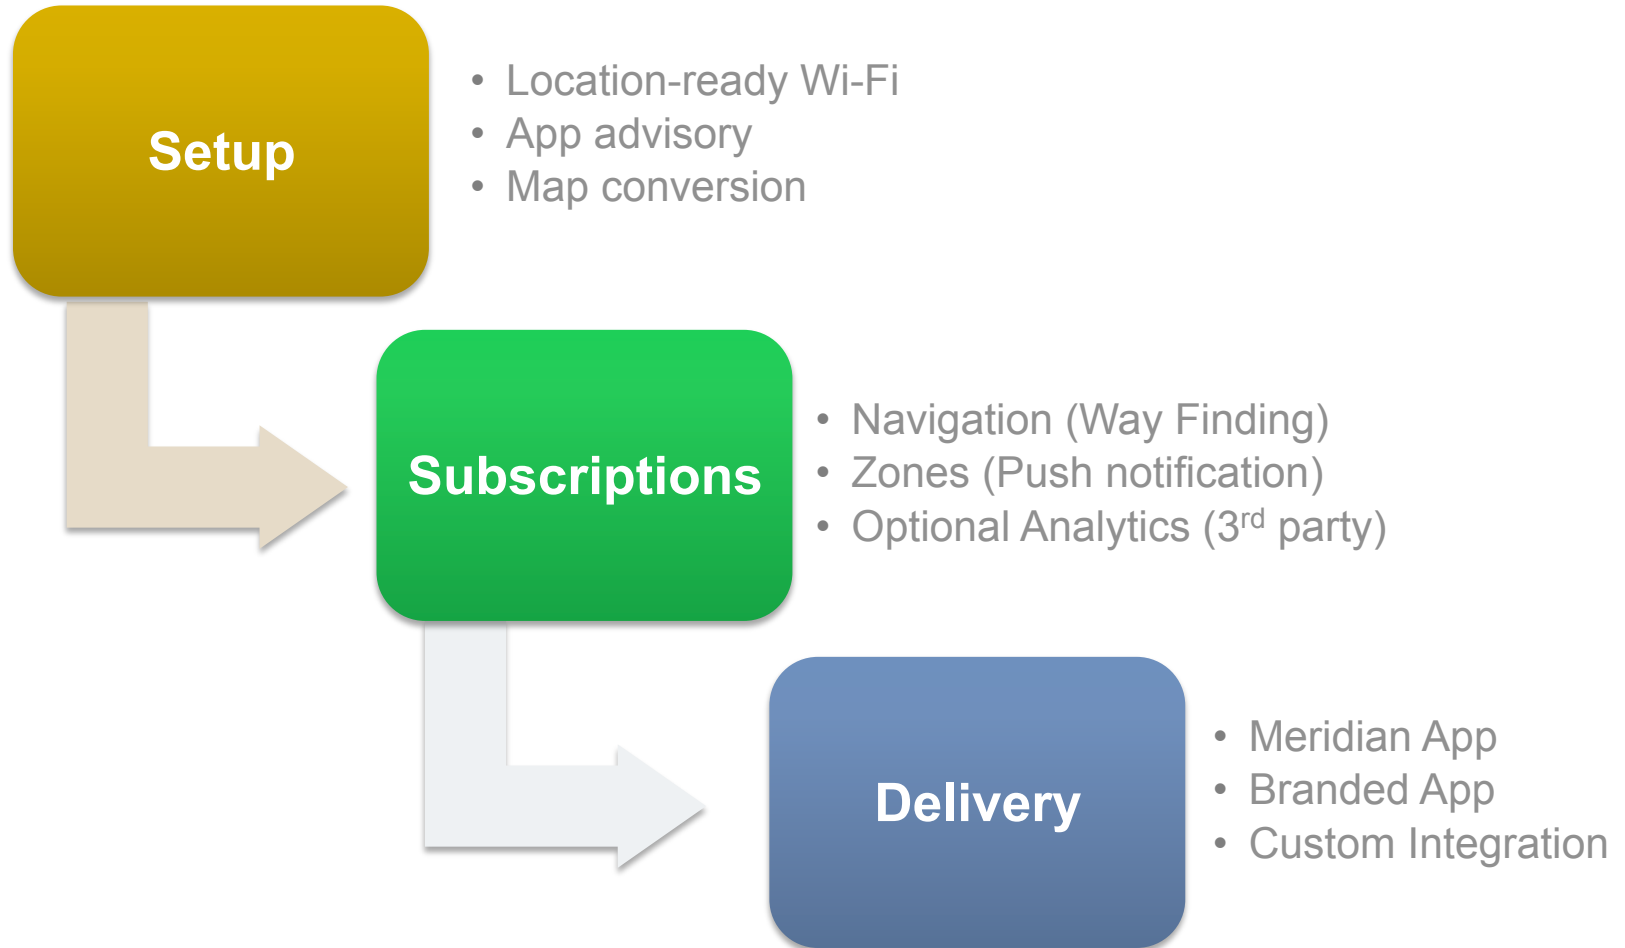 Setup
• Location-ready Wi-Fi
• App advisory
• Map conversion
Subscriptions
• Navigation (Way Finding)
• Zones (Push notification)
• Optional Analytics (3rd party)
Delivery
• Meridian App
• Branded App
• Custom Integration